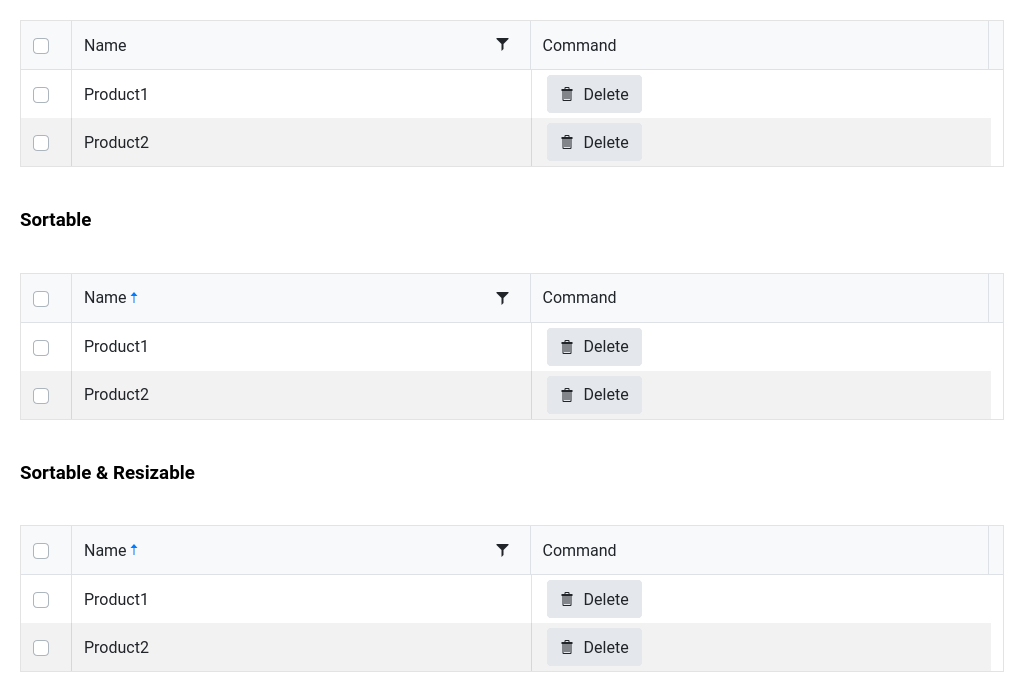 Name Command
Product1 Delete
Product2 Delete
Sortable
Name Command
Product1 Delete
Product2 Delete
Sortable & Resizable
Name Command
Product1 Delete
Product2 Delete